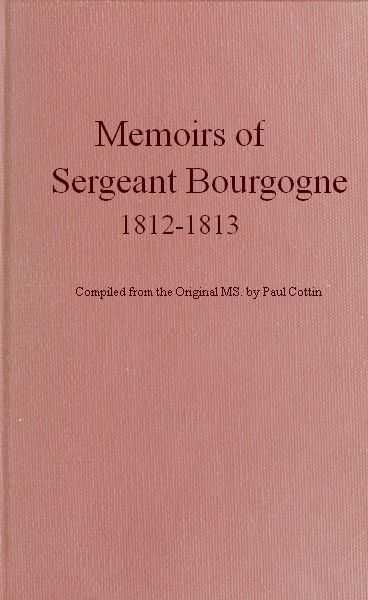 Memoirs of
Sergeant Bourgogne
1812-1813
Compiled from the Original MS. by Paul Cottin